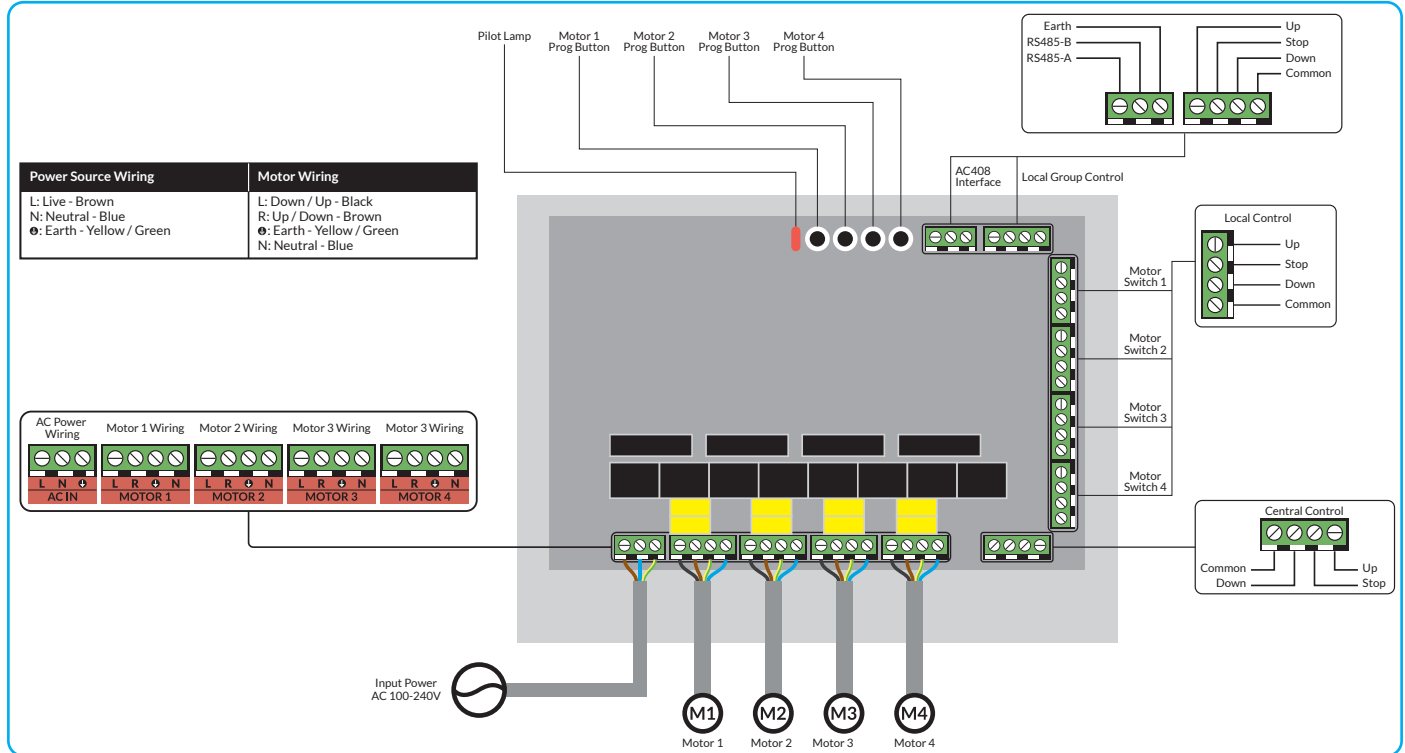 Pilot Lamp
Motor 1
Prog Button
Motor 2
Prog Button
Motor 3
Prog Button
Motor 4
Prog Button
Earth
RS485-B
RS485-A
Up
Stop
Down
Common
AC408
Interface
Local Group Control
Power Source Wiring
L: Live - Brown
N: Neutral - Blue
⏚: Earth - Yellow / Green
Motor Wiring
L: Down / Up - Black
R: Up / Down - Brown
⏚: Earth - Yellow / Green
N: Neutral - Blue
Local Control
Up
Stop
Down
Common
Motor
Switch 1
Motor
Switch 2
Motor
Switch 3
Motor
Switch 4
AC Power
Wiring
Motor 1 Wiring
Motor 2 Wiring
Motor 3 Wiring
Motor 3 Wiring
L N ⏚
L R ⏚ N
L R ⏚ N
L R ⏚ N
L R ⏚ N
AC IN
MOTOR 1
MOTOR 2
MOTOR 3
MOTOR 4
Central Control
Common
Down
Up
Stop
Input Power
AC 100-240V
M1
M2
M3
M4
Motor 1
Motor 2
Motor 3
Motor 4